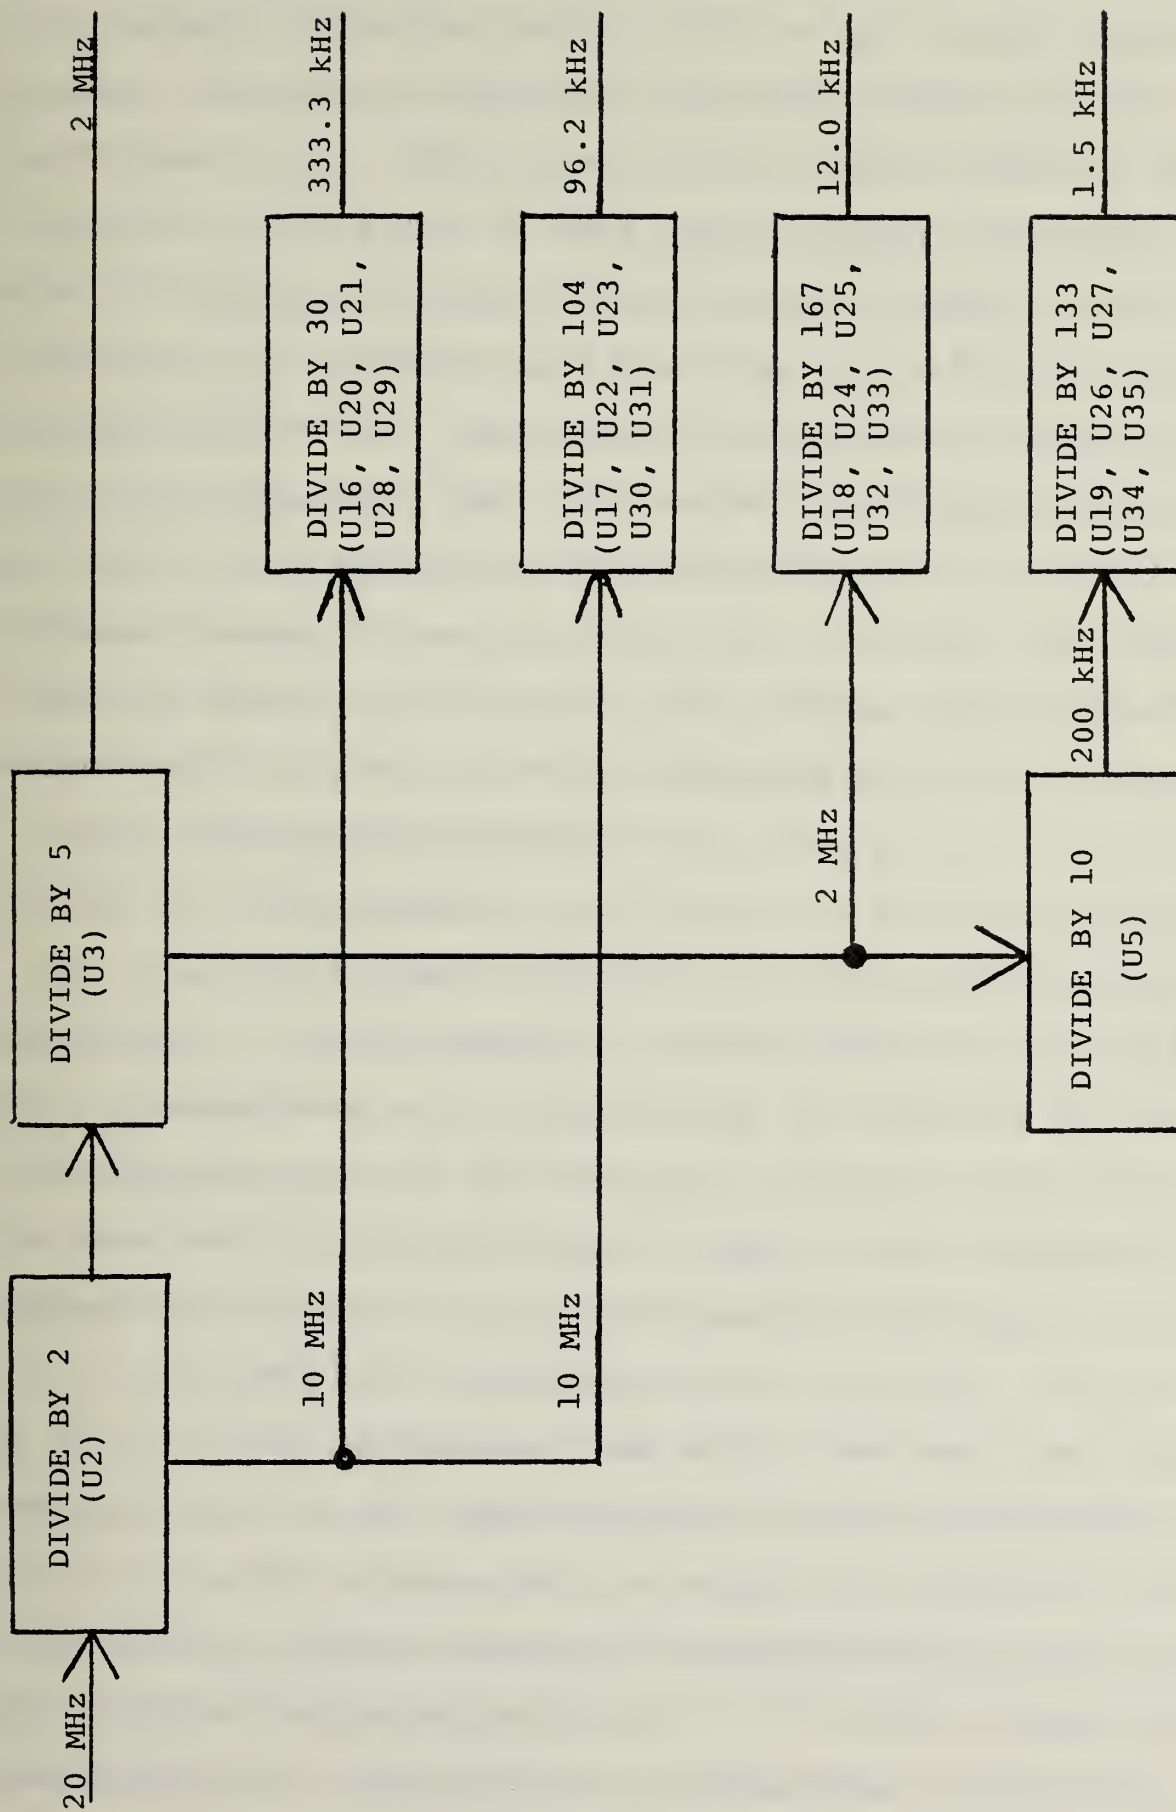 20 MHz
DIVIDE BY 2
(U2)
DIVIDE BY 5
(U3)
2 MHz
10 MHz
DIVIDE BY 30
(U16, U20, U21,
U28, U29)
333.3 kHz
10 MHz
DIVIDE BY 104
(U17, U22, U23,
U30, U31)
96.2 kHz
2 MHz
DIVIDE BY 167
(U18, U24, U25,
U32, U33)
12.0 kHz
DIVIDE BY 10
(U5)
200 kHz
DIVIDE BY 133
(U19, U26, U27,
(U34, U35)
1.5 kHz